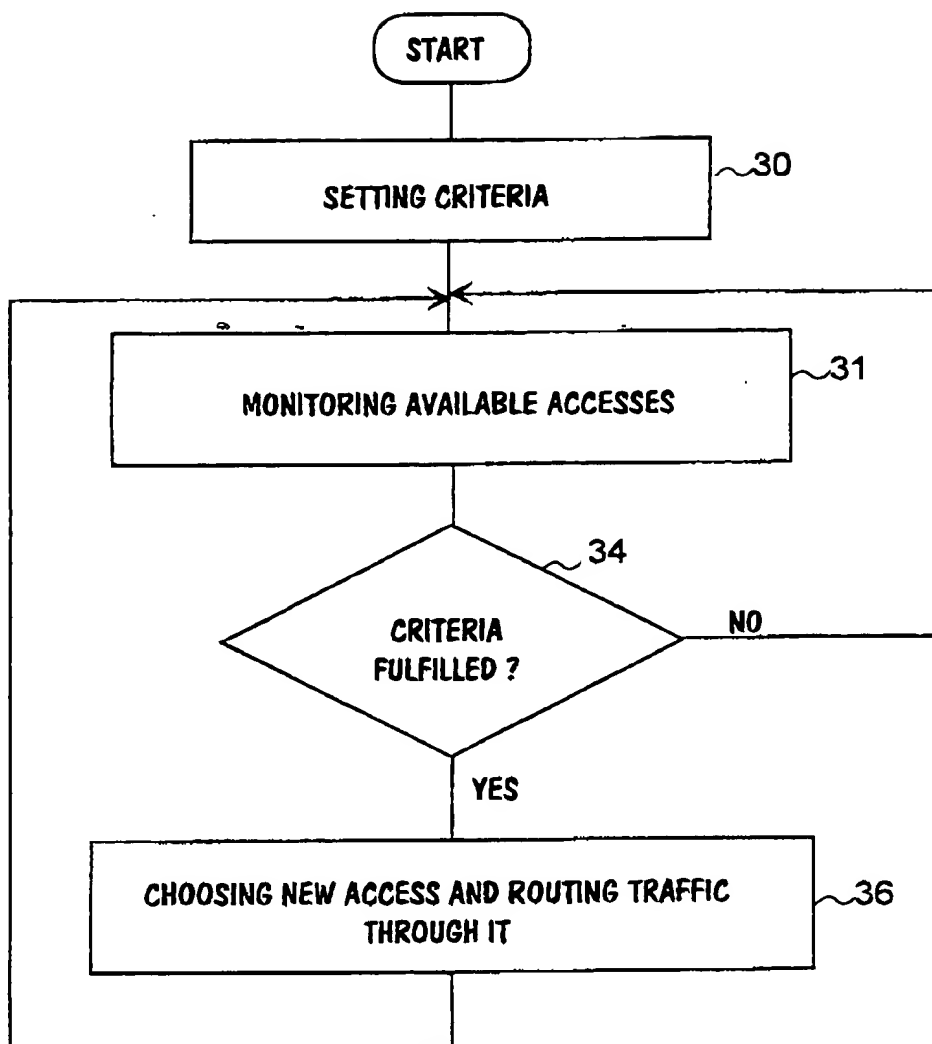 START
30
SETTING CRITERIA
31
MONITORING AVAILABLE ACCESSES
34
CRITERIA
FULFILLED ?
NO
YES
CHOOSING NEW ACCESS AND ROUTING TRAFFIC
THROUGH IT
36